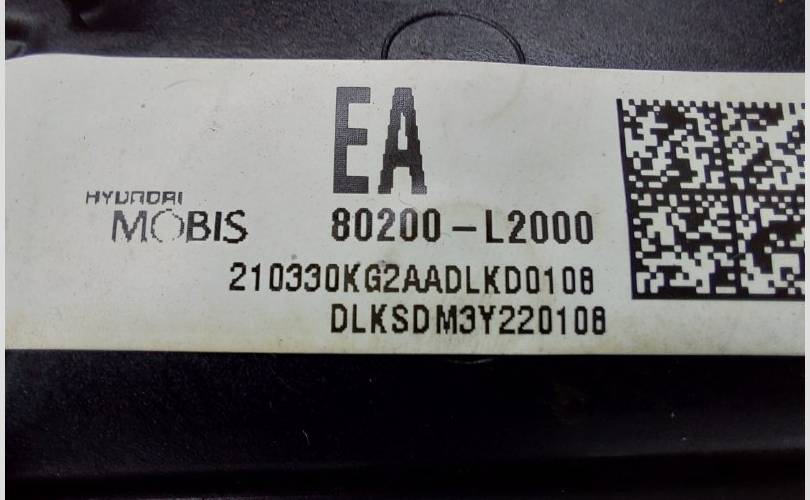 EA
HYUNDAI
MOBIS
80200-L2000
210330KG2AADLKD0108
DLKSDM3Y220108